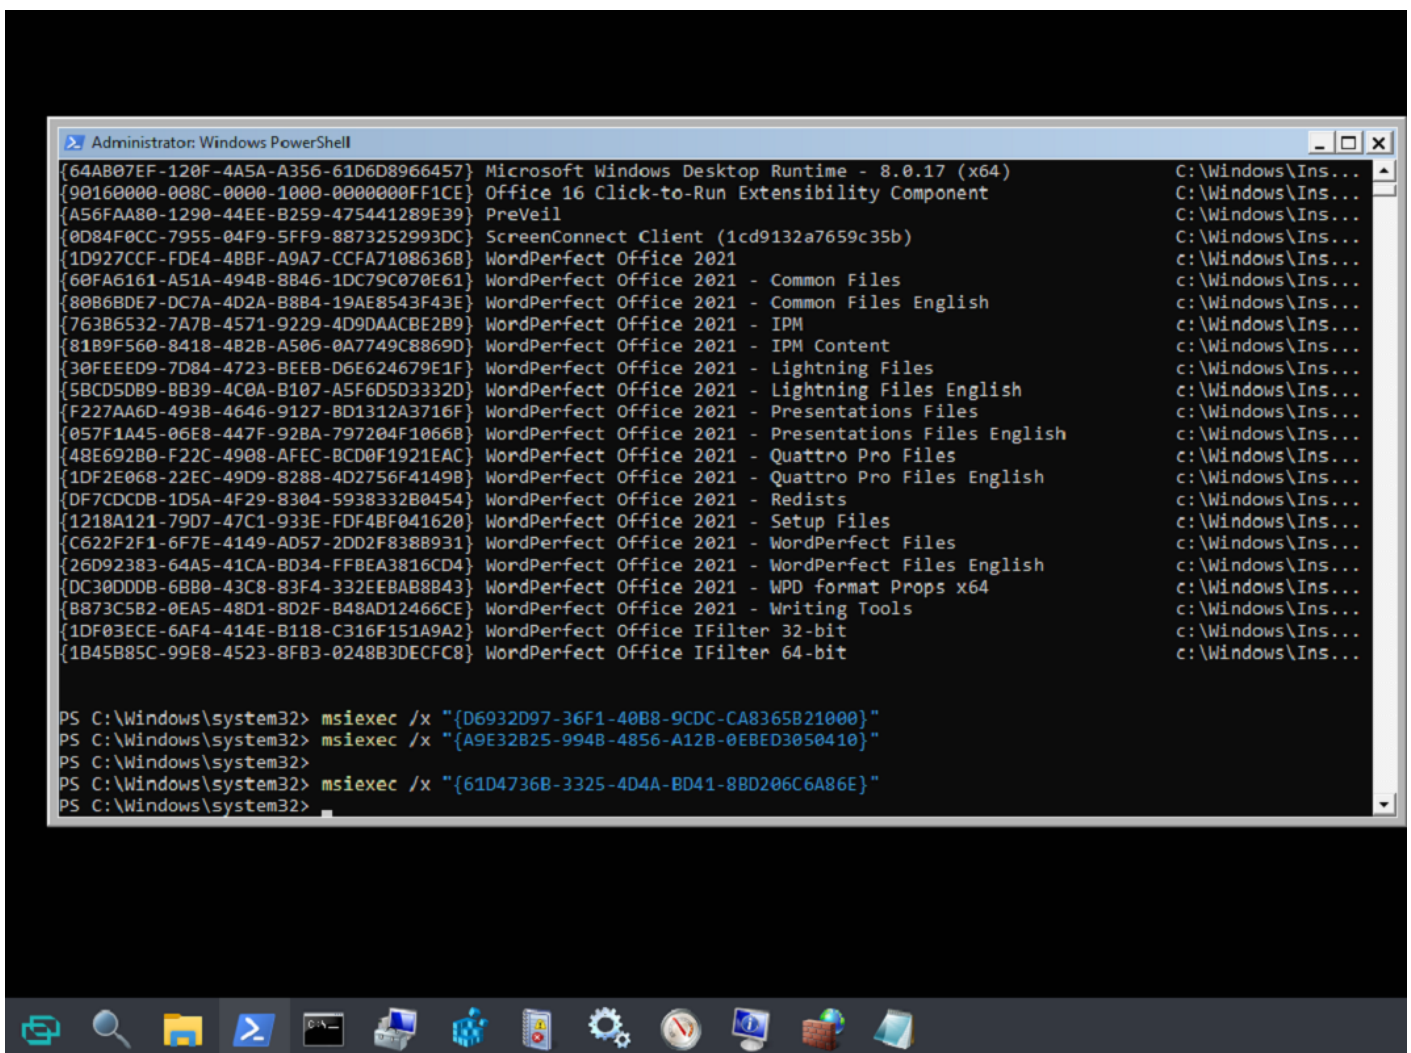 Administrator: Windows PowerShell
{64AB07EF-120F-4A5A-A356-61D6D8966457} Microsoft Windows Desktop Runtime - 8.0.17 (x64) C:\Windows\Ins...
{90160000-008C-0000-1000-0000000FF1CE} Office 16 Click-to-Run Extensibility Component C:\Windows\Ins...
{A56FAA80-1290-44EE-B259-475441289E39} PreVeil C:\Windows\Ins...
{0D84F0CC-7955-04F9-5FF9-8873252993DC} ScreenConnect Client (1cd9132a7659c35b) C:\Windows\Ins...
{1D927CCF-FDE4-4BBF-A9A7-CCFA7108636B} WordPerfect Office 2021 c:\Windows\Ins...
{60FA6161-A51A-494B-8B46-1DC79C070E61} WordPerfect Office 2021 - Common Files c:\Windows\Ins...
{80B6BDE7-DC7A-4D2A-B8B4-19AE8543F43E} WordPerfect Office 2021 - Common Files English c:\Windows\Ins...
{763B6532-7A7B-4571-9229-4D9DAACBE2B9} WordPerfect Office 2021 - IPM c:\Windows\Ins...
{81B9F560-8418-4B2B-A506-0A7749C8869D} WordPerfect Office 2021 - IPM Content c:\Windows\Ins...
{30FEEED9-7D84-4723-BEEB-D6E624679E1F} WordPerfect Office 2021 - Lightning Files c:\Windows\Ins...
{5BCD5DB9-BB39-4C0A-B107-A5F6D5D3332D} WordPerfect Office 2021 - Lightning Files English c:\Windows\Ins...
{F227AA6D-493B-4646-9127-BD1312A3716F} WordPerfect Office 2021 - Presentations Files c:\Windows\Ins...
{057F1A45-06E8-447F-92BA-797204F1066B} WordPerfect Office 2021 - Presentations Files English c:\Windows\Ins...
{48E692B0-F22C-4908-AFEC-BCD0F1921EAC} WordPerfect Office 2021 - Quattro Pro Files c:\Windows\Ins...
{1DF2E068-22EC-49D9-8288-4D2756F4149B} WordPerfect Office 2021 - Quattro Pro Files English c:\Windows\Ins...
{DF7CDCDB-1D5A-4F29-8304-5938332B0454} WordPerfect Office 2021 - Redists c:\Windows\Ins...
{1218A121-79D7-47C1-933E-FDF4BF041620} WordPerfect Office 2021 - Setup Files c:\Windows\Ins...
{C622F2F1-6F7E-4149-AD57-2DD2F838B931} WordPerfect Office 2021 - WordPerfect Files c:\Windows\Ins...
{26D92383-64A5-41CA-BD34-FFBEA3816CD4} WordPerfect Office 2021 - WordPerfect Files English c:\Windows\Ins...
{DC30DDDB-6BB0-43C8-83F4-332EEBAB8B43} WordPerfect Office 2021 - WPD format Props x64 c:\Windows\Ins...
{B873C5B2-0EA5-48D1-8D2F-B48AD12466CE} WordPerfect Office 2021 - Writing Tools c:\Windows\Ins...
{1DF03ECE-6AF4-414E-B118-C316F151A9A2} WordPerfect Office IFilter 32-bit c:\Windows\Ins...
{1B45B85C-99E8-4523-8FB3-0248B3DECFC8} WordPerfect Office IFilter 64-bit c:\Windows\Ins...
PS C:\Windows\system32> msiexec /x "{D6932D97-36F1-40B8-9CDC-CA8365B21000}"
PS C:\Windows\system32> msiexec /x "{A9E32B25-994B-4856-A12B-0EBED3050410}"
PS C:\Windows\system32>
PS C:\Windows\system32> msiexec /x "{61D4736B-3325-4D4A-BD41-8BD206C6A86E}"
PS C:\Windows\system32>